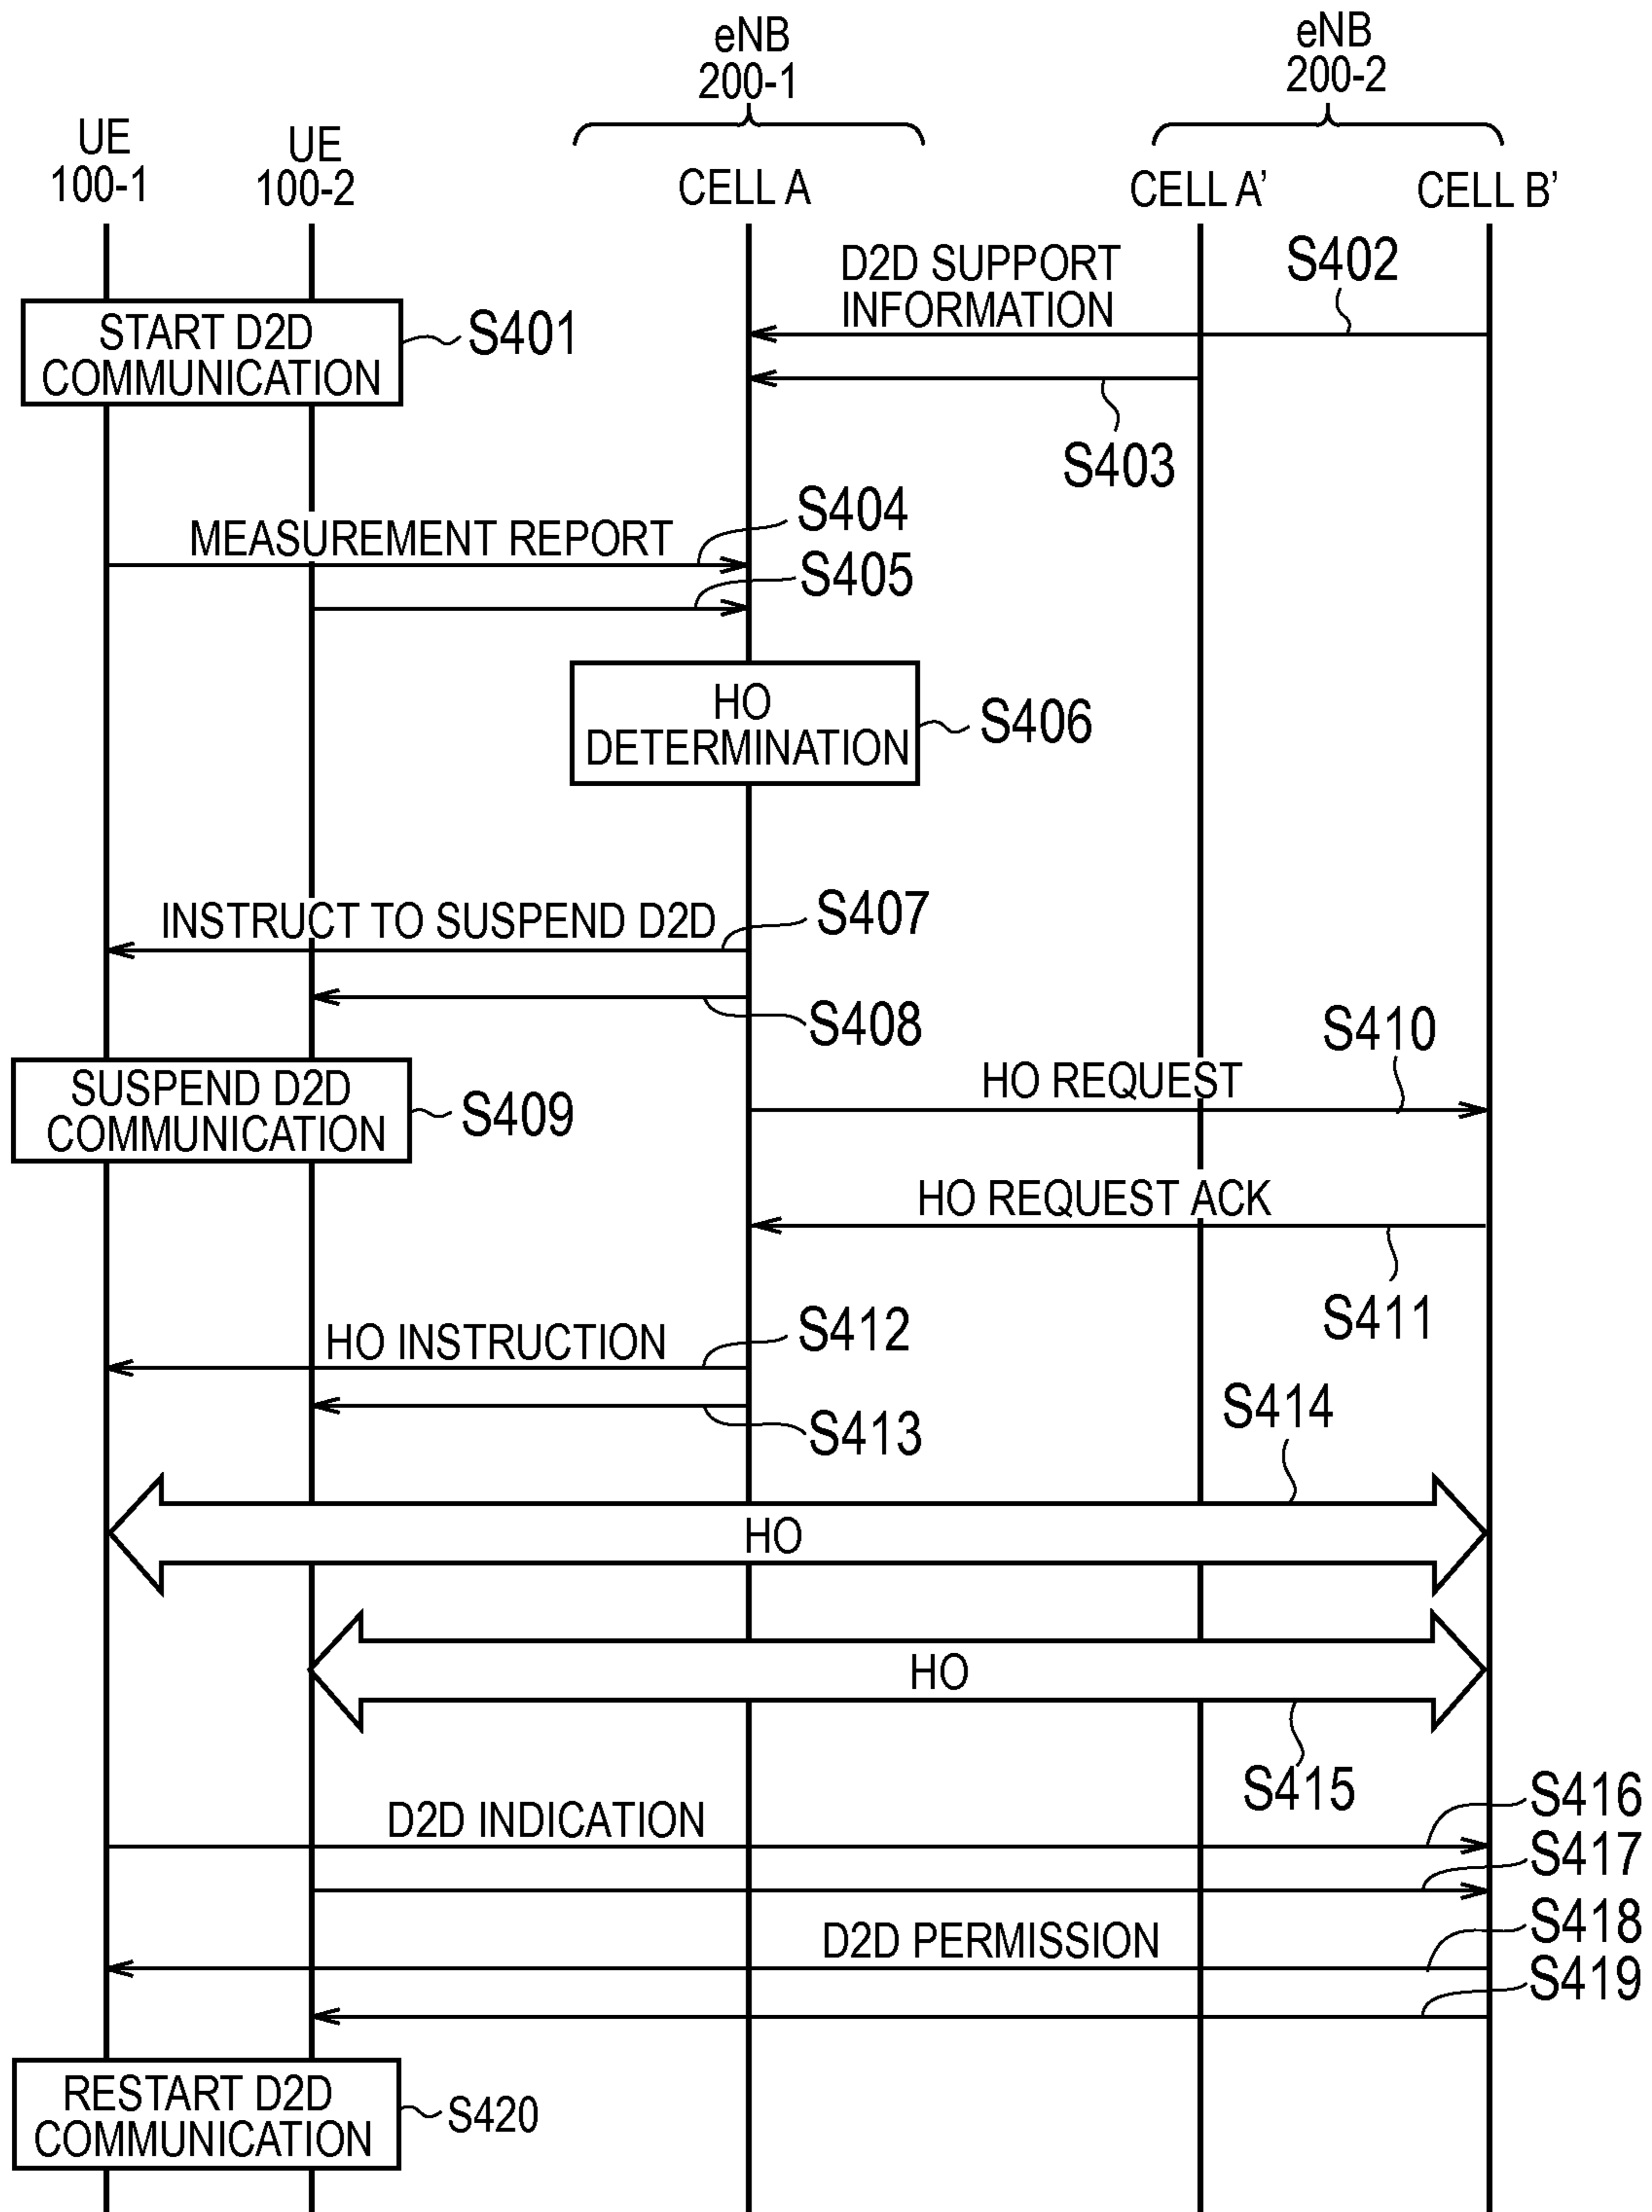 eNB
200-1
eNB
200-2
UE
100-1
UE
100-2
CELL A
CELL A'
CELL B'
D2D SUPPORT
INFORMATION
S402
START D2D
COMMUNICATION
S401
S403
MEASUREMENT REPORT
S404
S405
HO
DETERMINATION
S406
INSTRUCT TO SUSPEND D2D
S407
S408
SUSPEND D2D
COMMUNICATION
S409
HO REQUEST
S410
HO REQUEST ACK
S411
HO INSTRUCTION
S412
S413
S414
HO
HO
S415
D2D INDICATION
S416
S417
D2D PERMISSION
S418
S419
RESTART D2D
COMMUNICATION
S420